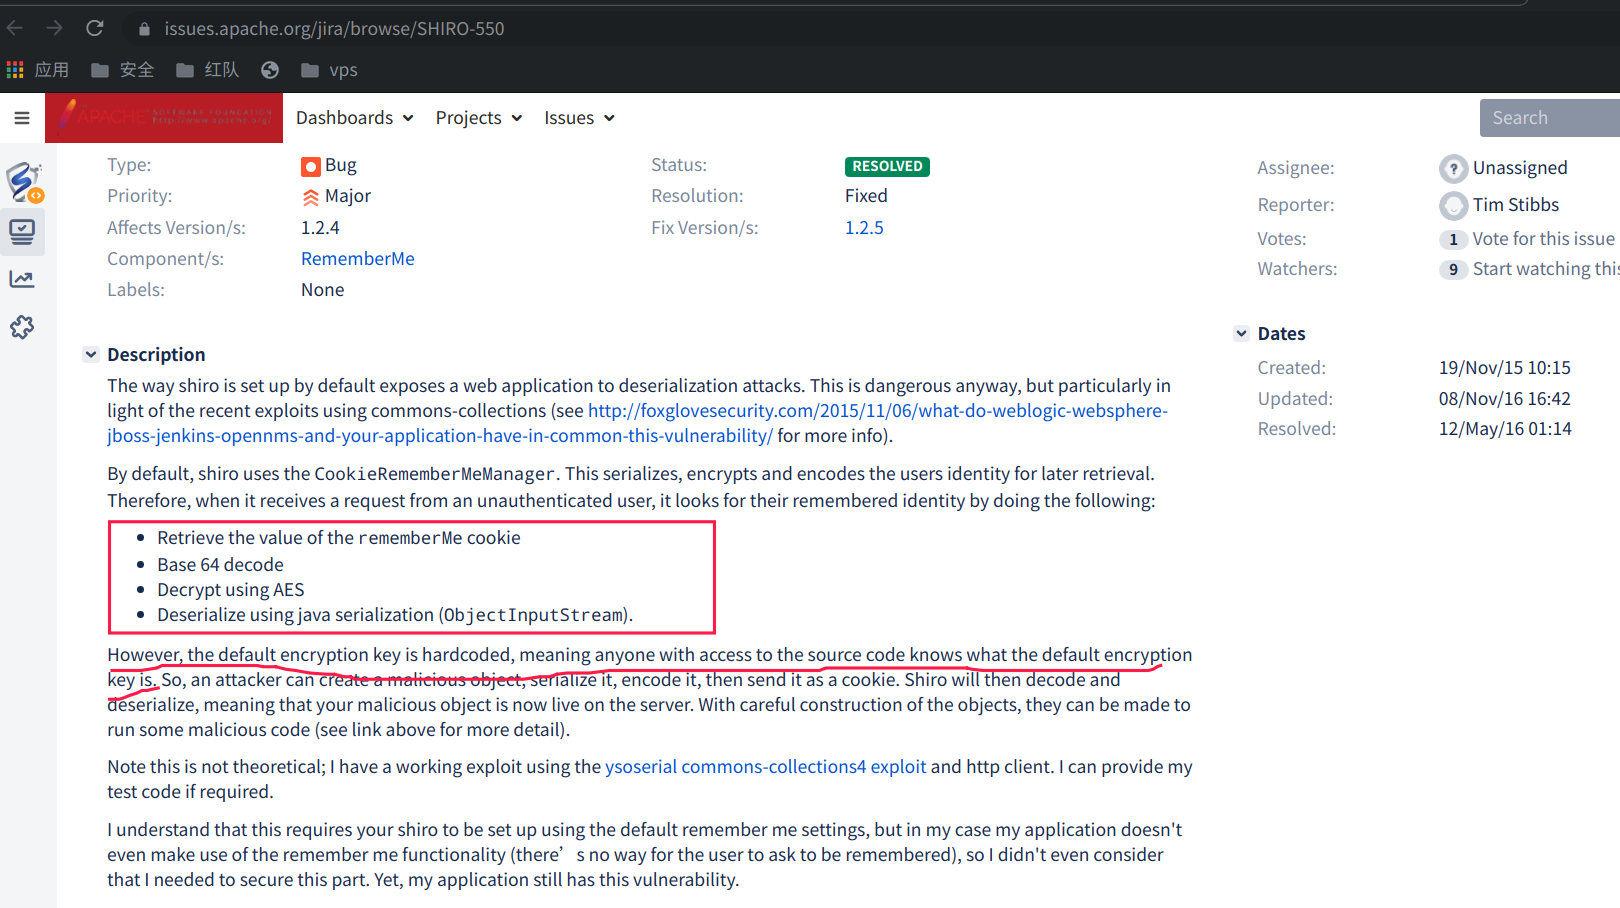 issues.apache.org/jira/browse/SHIRO-550
应用 安全 红队 vps
APACHE SOFTWARE FOUNDATION
http://www.apache.org/
Dashboards Projects Issues Search
Type: Bug Status: RESOLVED
Priority: Major Resolution: Fixed
Affects Version/s: 1.2.4 Fix Version/s: 1.2.5
Component/s: RememberMe
Labels: None
Assignee: Unassigned
Reporter: Tim Stibbs
Votes: 1 Vote for this issue
Watchers: 9 Start watching this
Description
The way shiro is set up by default exposes a web application to deserialization attacks. This is dangerous anyway, but particularly in
light of the recent exploits using commons-collections (see http://foxglovesecurity.com/2015/11/06/what-do-weblogic-websphere-
jboss-jenkins-opennms-and-your-application-have-in-common-this-vulnerability/ for more info).
By default, shiro uses the CookieRememberMeManager. This serializes, encrypts and encodes the users identity for later retrieval.
Therefore, when it receives a request from an unauthenticated user, it looks for their remembered identity by doing the following:
• Retrieve the value of the rememberMe cookie
• Base 64 decode
• Decrypt using AES
• Deserialize using java serialization (ObjectInputStream).
However, the default encryption key is hardcoded, meaning anyone with access to the source code knows what the default encryption
key is. So, an attacker can create a malicious object, serialize it, encode it, then send it as a cookie. Shiro will then decode and
deserialize, meaning that your malicious object is now live on the server. With careful construction of the objects, they can be made to
run some malicious code (see link above for more detail).
Note this is not theoretical; I have a working exploit using the ysoserial commons-collections4 exploit and http client. I can provide my
test code if required.
I understand that this requires your shiro to be set up using the default remember me settings, but in my case my application doesn't
even make use of the remember me functionality (there’s no way for the user to ask to be remembered), so I didn't even consider
that I needed to secure this part. Yet, my application still has this vulnerability.
Dates
Created: 19/Nov/15 10:15
Updated: 08/Nov/16 16:42
Resolved: 12/May/16 01:14